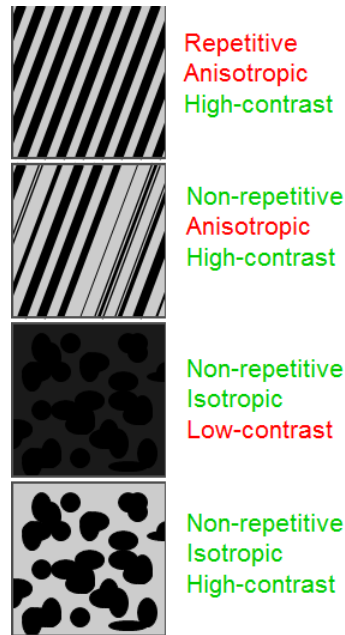 Repetitive
Anisotropic
High-contrast
Non-repetitive
Anisotropic
High-contrast
Non-repetitive
Isotropic
Low-contrast
Non-repetitive
Isotropic
High-contrast